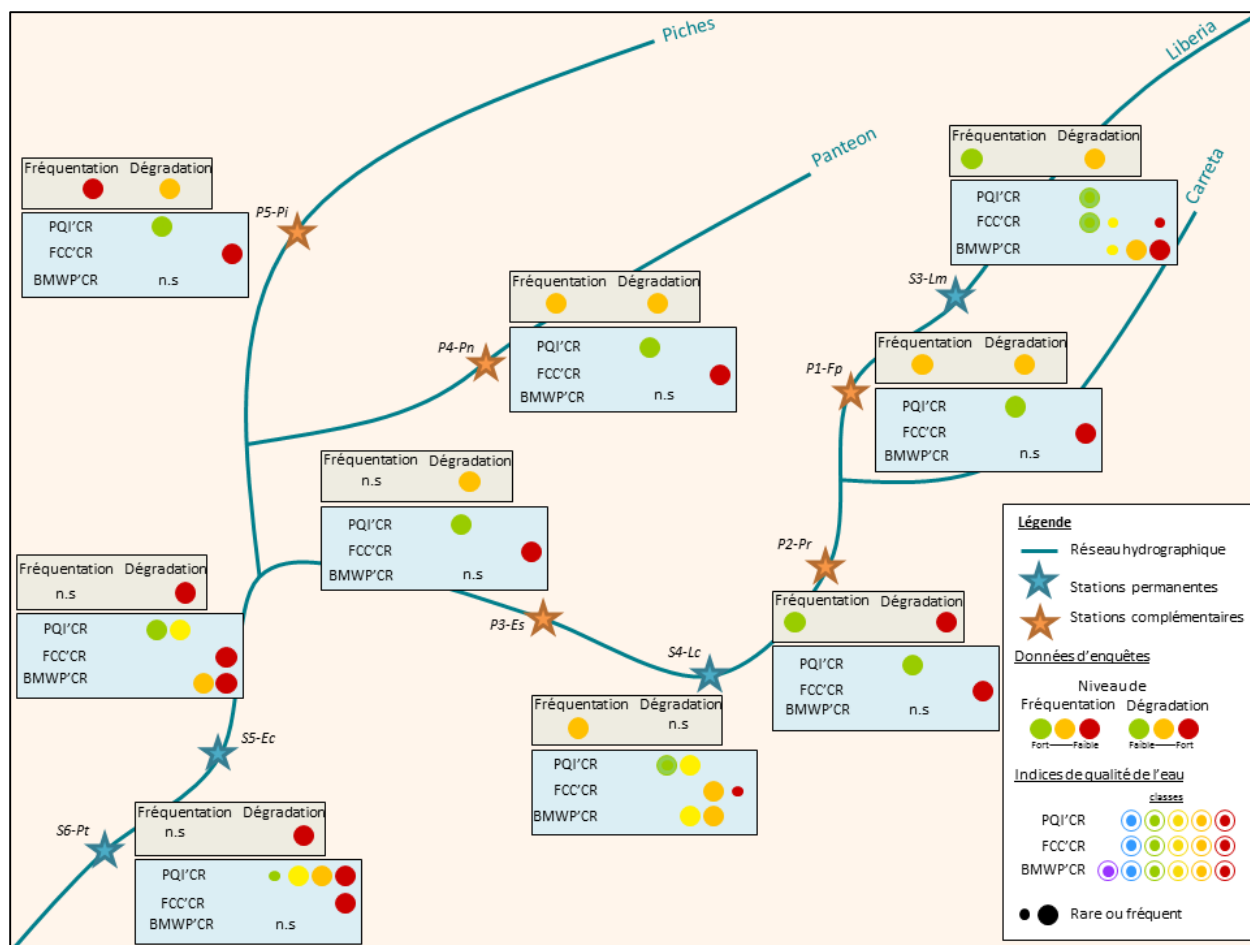 Piches
Liberia
Panteon
Carreta
Fréquentation Dégradation
PQI'CR
FCC'CR
BMWP'CR
S3-Lm
Fréquentation Dégradation
PQI'CR
FCC'CR
BMWP'CR n.s
P5-Pi
Fréquentation Dégradation
PQI'CR
FCC'CR
BMWP'CR n.s
P4-Pn
Fréquentation Dégradation
PQI'CR
FCC'CR
BMWP'CR n.s
P1-Fp
Fréquentation Dégradation
n.s
PQI'CR
FCC'CR
BMWP'CR n.s
P3-Es
P2-Pr
Fréquentation Dégradation
PQI'CR
FCC'CR
BMWP'CR n.s
S4-Lc
Fréquentation Dégradation
n.s
PQI'CR
FCC'CR
BMWP'CR
Fréquentation Dégradation
n.s
PQI'CR
FCC'CR
BMWP'CR
S5-Ec
S6-Pt
Fréquentation Dégradation
n.s
PQI'CR
FCC'CR
BMWP'CR n.s
Légende
Réseau hydrographique
Stations permanentes
Stations complémentaires
Données d'enquêtes
Niveau de
Fréquentation Dégradation
Fort Faible Faible Fort
Indices de qualité de l'eau
classes
PQI'CR
FCC'CR
BMWP'CR
Rare ou fréquent